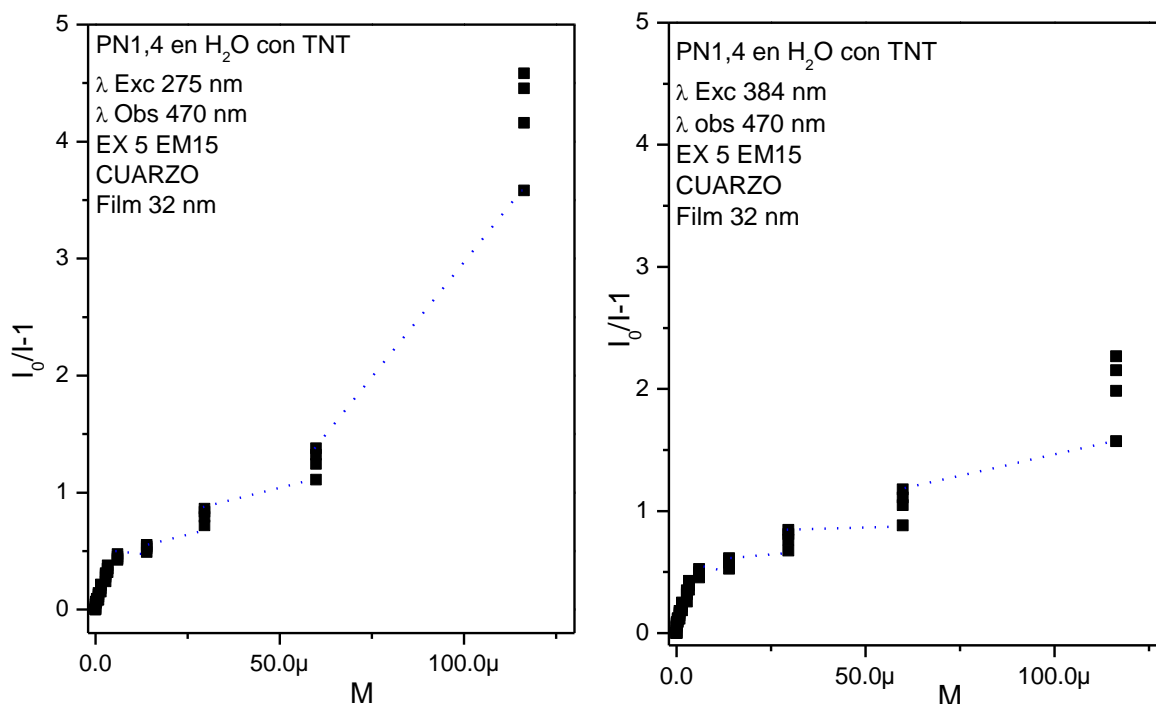 PN1,4 en H₂O con TNT
λ Exc 275 nm
λ Obs 470 nm
EX 5 EM15
CUARZO
Film 32 nm
5
4
3
2
1
0
I₀/I-1
0.0
50.0µ
100.0µ
M
PN1,4 en H₂O con TNT
λ Exc 384 nm
λ obs 470 nm
EX 5 EM15
CUARZO
Film 32 nm
5
4
3
2
1
0
I₀/I-1
0.0
50.0µ
100.0µ
M